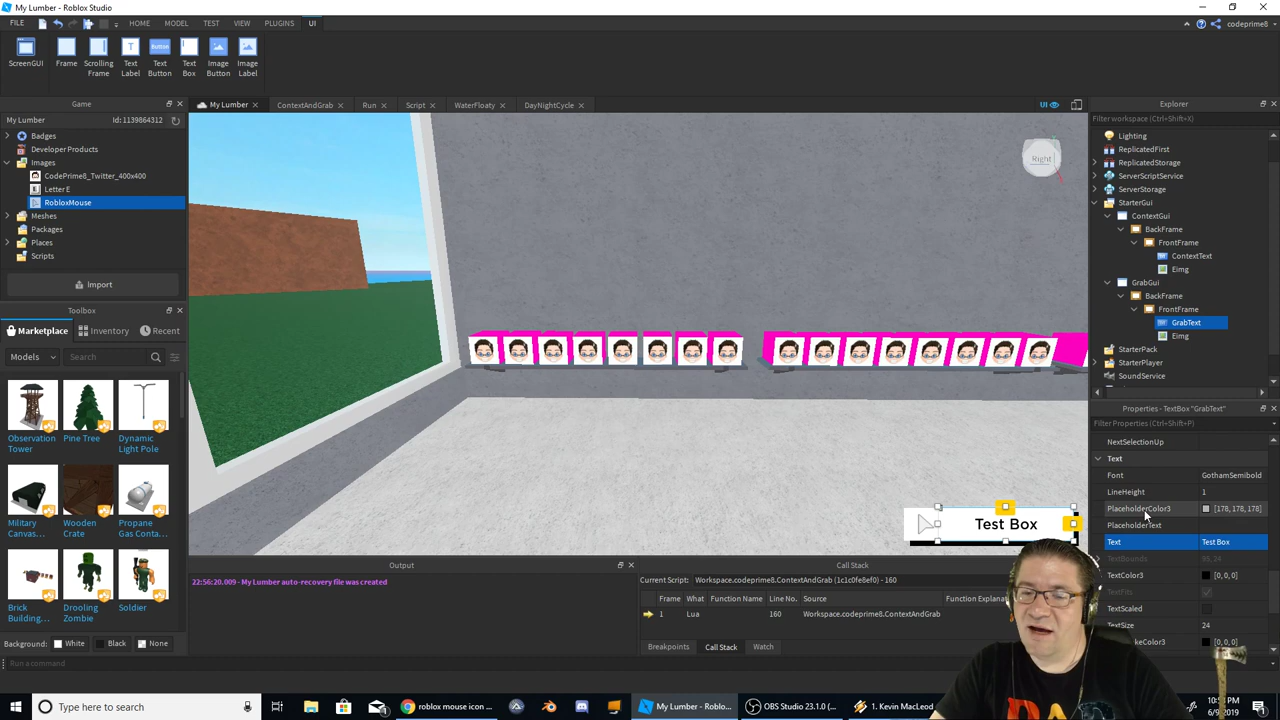 My Lumber - Roblox Studio
FILE HOME MODEL TEST VIEW PLUGINS UI codeprime8
ScreenGUI Frame Scrolling Frame Text Label Button Text Button Text Box Image Button Image Label
Game
My Lumber Id: 1139864312
Badges
Developer Products
Images
CodePrime8_Twitter_400x400
Letter E
RobloxMouse
Meshes
Packages
Places
Scripts
Import
Toolbox
Marketplace Inventory Recent
Models Search
Observation Tower
Pine Tree
Dynamic Light Pole
Military Canvas...
Wooden Crate
Propane Gas Conta...
Brick Building...
Drooling Zombie
Soldier
Background: White Black None
Run a command
My Lumber ContextAndGrab Run Script WaterFloaty DayNightCycle UI
Right
Test Box
Output
22:56:20.009 - My Lumber auto-recovery file was created
Call Stack
Current Script: Workspace.codeprime8.ContextAndGrab (1c1c0fe8ef0) - 160
Frame What Function Name Line No. Source Function Explana
1 Lua 160 Workspace.codeprime8.ContextAndGrab
Breakpoints Call Stack Watch
Explorer
Filter workspace (Ctrl+Shift+X)
Lighting
ReplicatedFirst
ReplicatedStorage
ServerScriptService
ServerStorage
StarterGui
ContextGui
BackFrame
FrontFrame
ContextText
Eimg
GrabGui
BackFrame
FrontFrame
GrabText
Eimg
StarterPack
StarterPlayer
SoundService
Properties - TextBox "GrabText"
Filter Properties (Ctrl+Shift+P)
NextSelectionUp
Text
Font GothamSemibold
LineHeight 1
PlaceholderColor3 [178, 178, 178]
PlaceholderText
Text Test Box
TextBounds 95, 24
TextColor3 [0, 0, 0]
TextFits
TextScaled
TextSize 24
keColor3 [0, 0, 0]
Type here to search
roblox mouse icon ...
My Lumber - Roblo...
OBS Studio 23.1.0 (...
1. Kevin MacLeod
6/9/2019